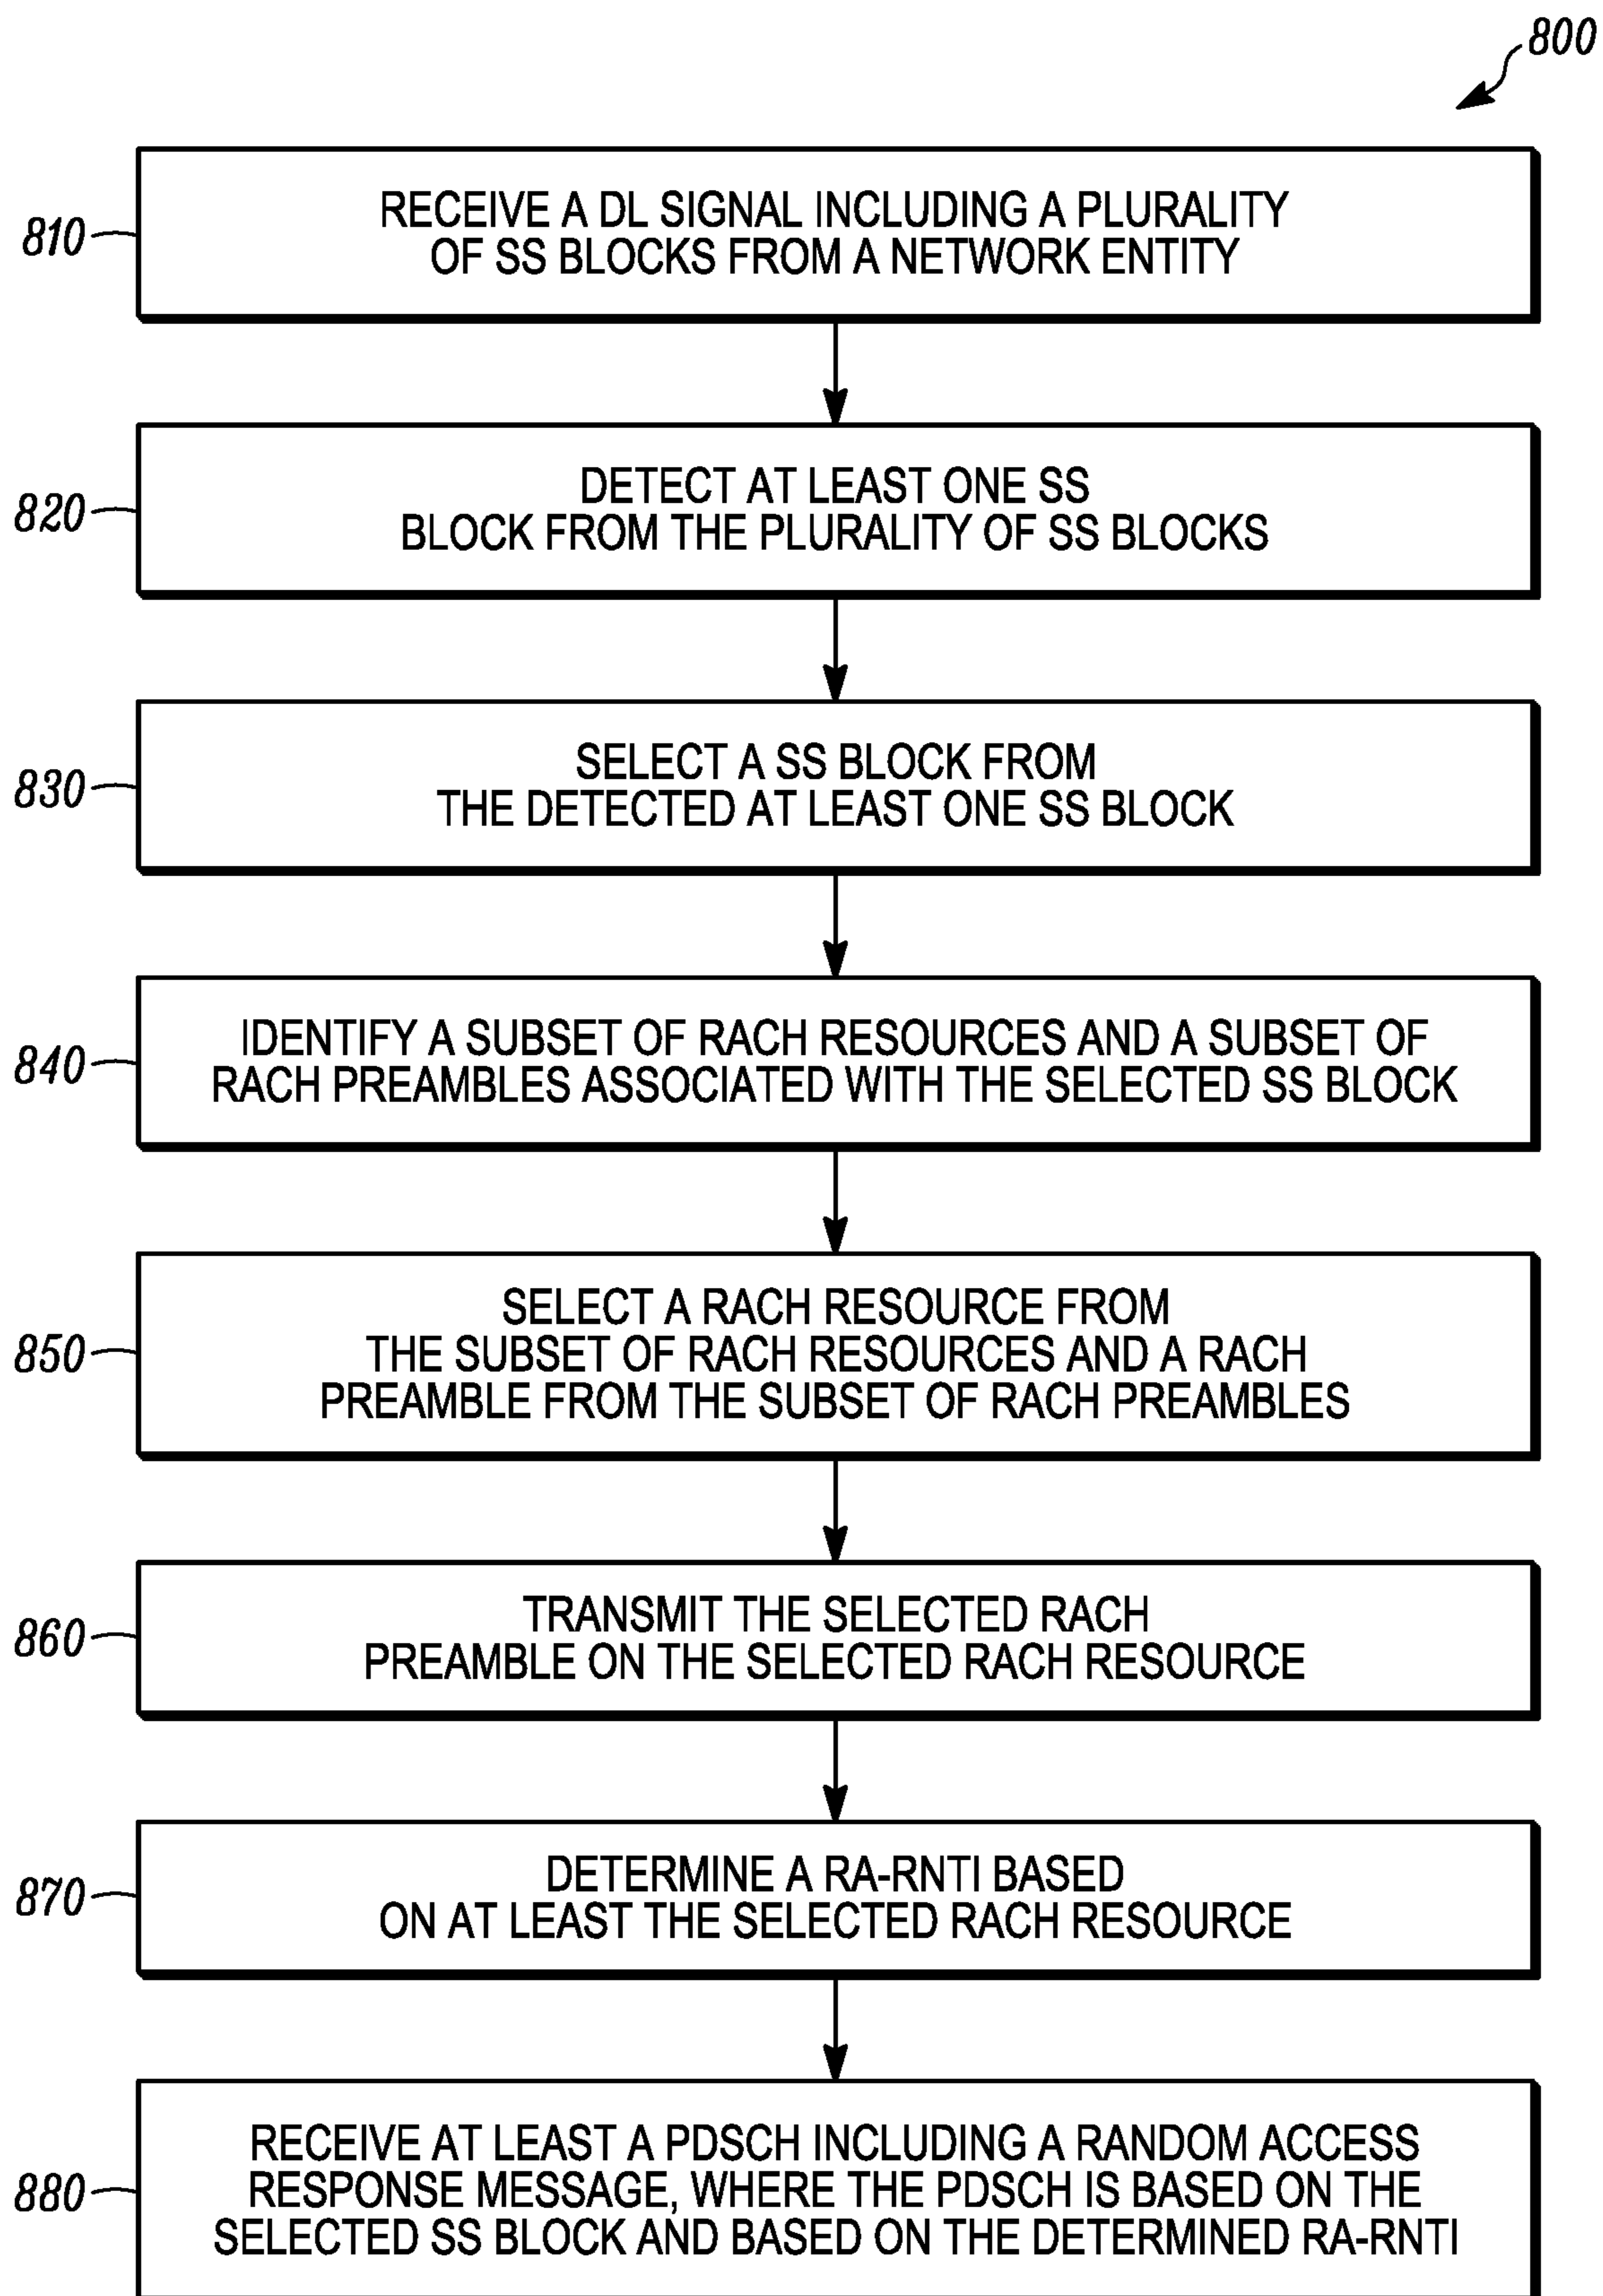 800
810
RECEIVE A DL SIGNAL INCLUDING A PLURALITY
OF SS BLOCKS FROM A NETWORK ENTITY
820
DETECT AT LEAST ONE SS
BLOCK FROM THE PLURALITY OF SS BLOCKS
830
SELECT A SS BLOCK FROM
THE DETECTED AT LEAST ONE SS BLOCK
840
IDENTIFY A SUBSET OF RACH RESOURCES AND A SUBSET OF
RACH PREAMBLES ASSOCIATED WITH THE SELECTED SS BLOCK
850
SELECT A RACH RESOURCE FROM
THE SUBSET OF RACH RESOURCES AND A RACH
PREAMBLE FROM THE SUBSET OF RACH PREAMBLES
860
TRANSMIT THE SELECTED RACH
PREAMBLE ON THE SELECTED RACH RESOURCE
870
DETERMINE A RA-RNTI BASED
ON AT LEAST THE SELECTED RACH RESOURCE
880
RECEIVE AT LEAST A PDSCH INCLUDING A RANDOM ACCESS
RESPONSE MESSAGE, WHERE THE PDSCH IS BASED ON THE
SELECTED SS BLOCK AND BASED ON THE DETERMINED RA-RNTI